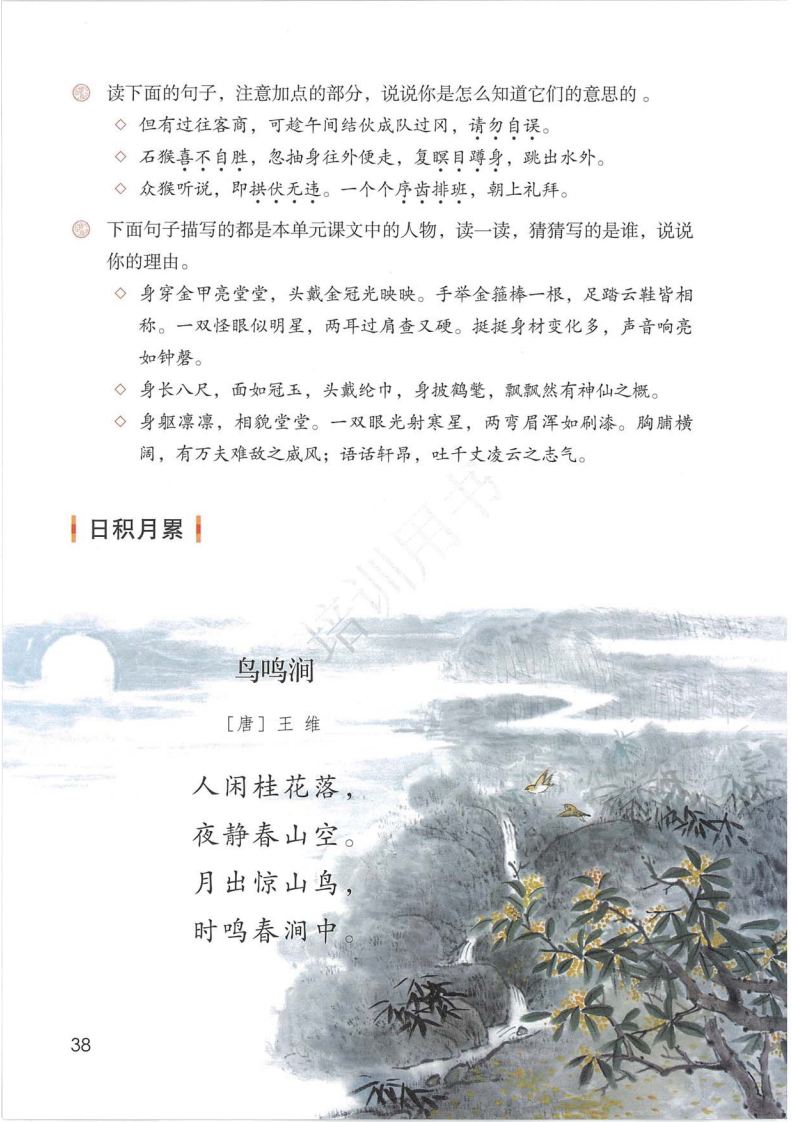 读下面的句子，注意加点的部分，说说你是怎么知道它们的意思的。
◇ 但有过往客商，可趁午间结伙成队过冈，请勿自误。
◇ 石猴喜不自胜，忽抽身往外便走，复瞑目蹲身，跳出水外。
◇ 众猴听说，即拱伏无违。一个个序齿排班，朝上礼拜。
下面句子描写的都是本单元课文中的人物，读一读，猜猜写的是谁，说说
你的理由。
◇ 身穿金甲亮堂堂，头戴金冠光映映。手举金箍棒一根，足踏云鞋皆相
称。一双怪眼似明星，两耳过肩查又硬。挺挺身材变化多，声音响亮
如钟磬。
◇ 身长八尺，面如冠玉，头戴纶巾，身披鹤氅，飘飘然有神仙之概。
◇ 身躯凛凛，相貌堂堂。一双眼光射寒星，两弯眉浑如刷漆。胸脯横
阔，有万夫难敌之威风；语话轩昂，吐千丈凌云之志气。
日积月累
培训用书
鸟鸣涧
［唐］王 维
人闲桂花落，
夜静春山空。
月出惊山鸟，
时鸣春涧中。
38